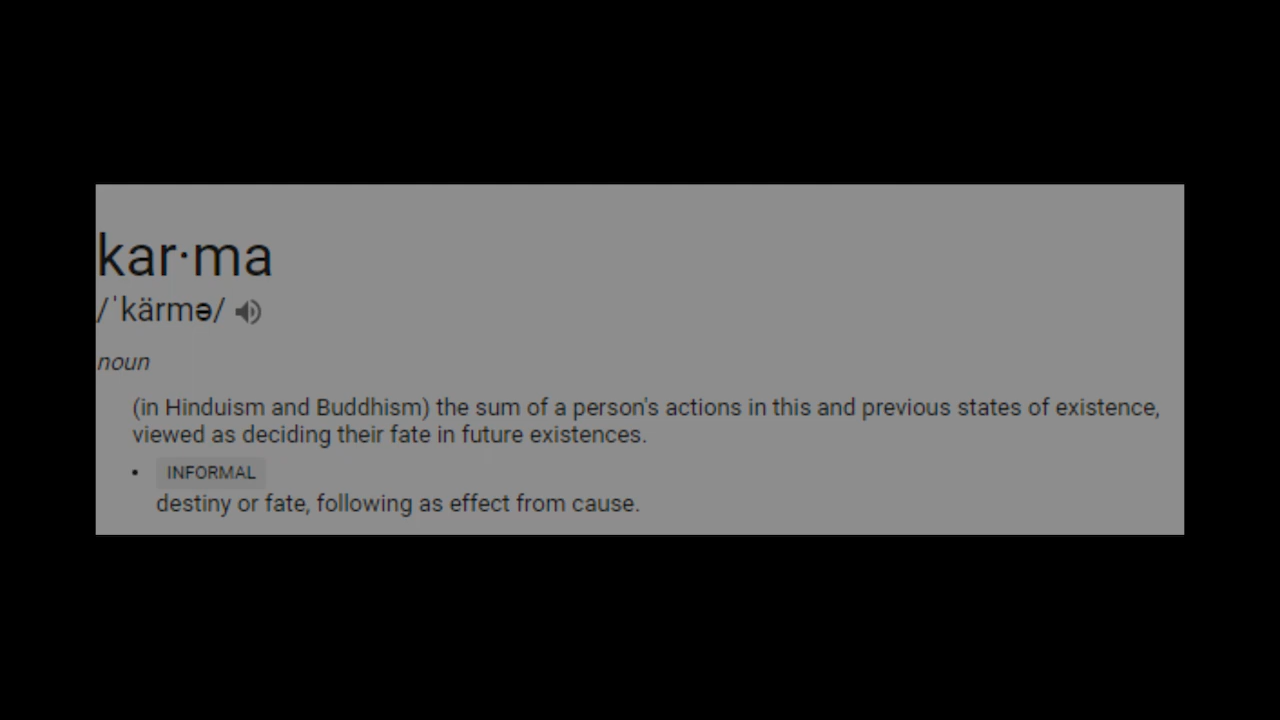 kar·ma
/ˈkärmə/
noun
(in Hinduism and Buddhism) the sum of a person's actions in this and previous states of existence,
viewed as deciding their fate in future existences.
• INFORMAL
destiny or fate, following as effect from cause.